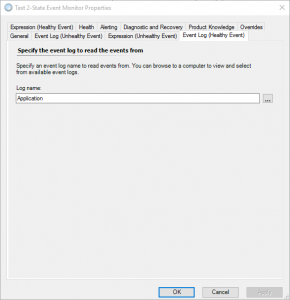 Test 2-State Event Monitor Properties
Expression (Healthy Event) Health Alerting Diagnostic and Recovery Product Knowledge Overrides
General Event Log (Unhealthy Event) Expression (Unhealthy Event) Event Log (Healthy Event)
Specify the event log to read the events from
Specify an event log name to read events from. You can browse to a computer to view and select
from available event logs.
Log name:
Application
...
OK Cancel Apply